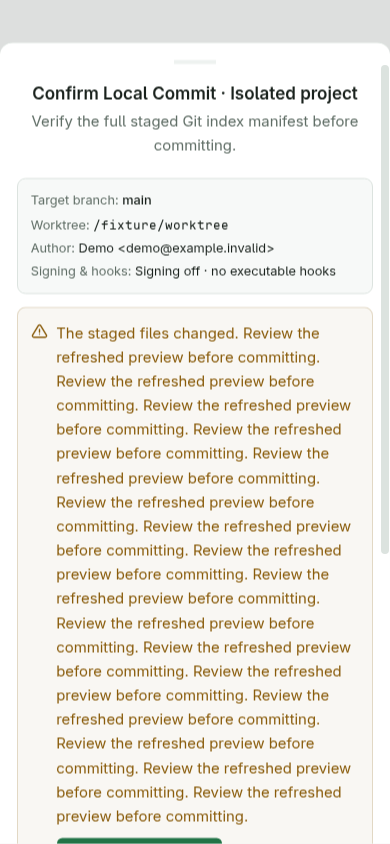 Confirm Local Commit · Isolated project
Verify the full staged Git index manifest before
committing.
Target branch: main
Worktree: /fixture/worktree
Author: Demo <demo@example.invalid>
Signing & hooks: Signing off · no executable hooks
The staged files changed. Review the
refreshed preview before committing.
Review the refreshed preview before
committing. Review the refreshed preview
before committing. Review the refreshed
preview before committing. Review the
refreshed preview before committing.
Review the refreshed preview before
committing. Review the refreshed preview
before committing. Review the refreshed
preview before committing. Review the
refreshed preview before committing.
Review the refreshed preview before
committing. Review the refreshed preview
before committing. Review the refreshed
preview before committing. Review the
refreshed preview before committing.
Review the refreshed preview before
committing. Review the refreshed preview
before committing. Review the refreshed
preview before committing.